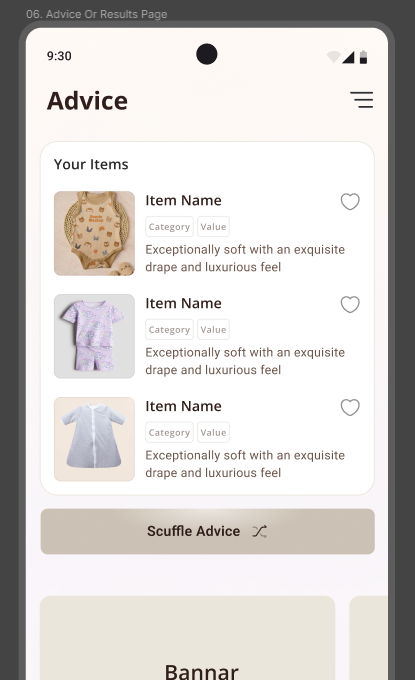 06. Advice Or Results Page
9:30
Advice
Your Items
Item Name
Category Value
Exceptionally soft with an exquisite
drape and luxurious feel
Item Name
Category Value
Exceptionally soft with an exquisite
drape and luxurious feel
Item Name
Category Value
Exceptionally soft with an exquisite
drape and luxurious feel
Scuffle Advice
Bannar